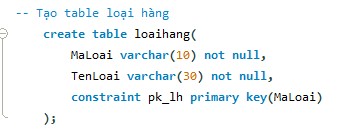 -- Tạo table loại hàng
create table loaihang(
MaLoai varchar(10) not null,
TenLoai varchar(30) not null,
constraint pk_lh primary key(MaLoai)
);